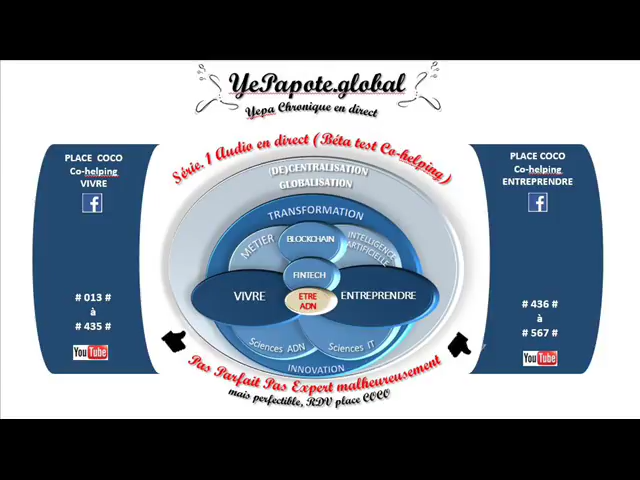 YePapote.global
Yepa Chronique en direct
Série. 1 Audio en direct (Béta test Co-helping)
PLACE COCO
Co-helping
VIVRE
f
# 013 #
à
# 435 #
YouTube
(DE)CENTRALISATION
GLOBALISATION
TRANSFORMATION
METIER
BLOCKCHAIN
INTELLIGENCE
ARTIFICIELLE
FINTECH
VIVRE
ETRE
ADN
ENTREPRENDRE
Sciences ADN
Sciences IT
INNOVATION
PLACE COCO
Co-helping
ENTREPRENDRE
f
# 436 #
à
# 567 #
YouTube
Pas Parfait Pas Expert malheureusement
mais perfectible, RDV place COCO